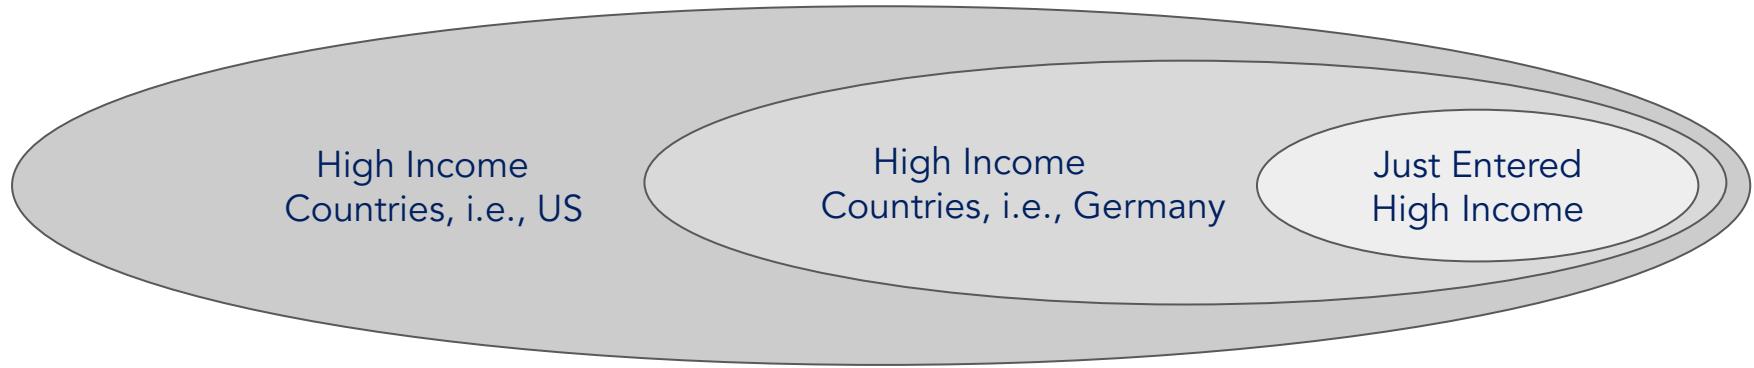 High Income
Countries, i.e., US
High Income
Countries, i.e., Germany
Just Entered
High Income